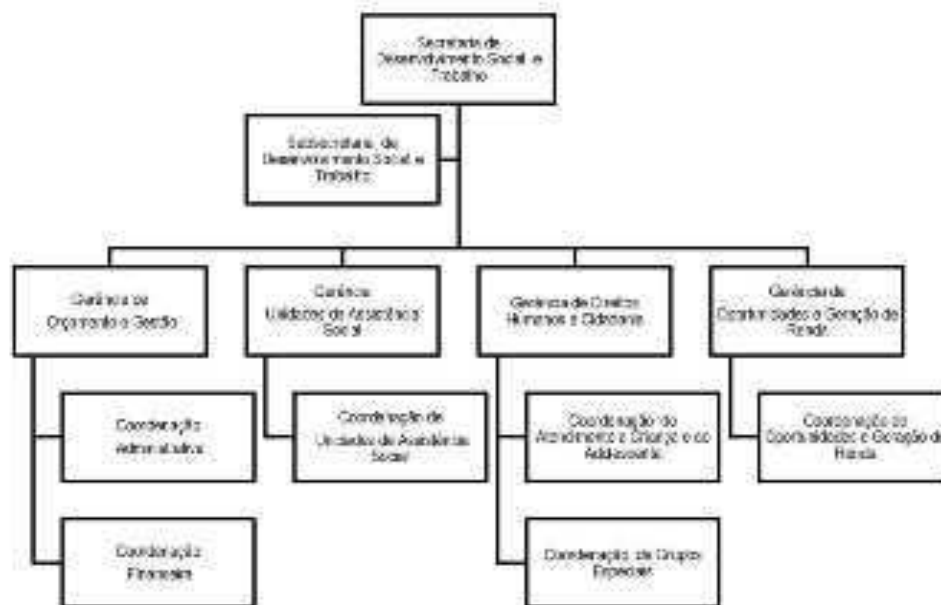 Secretaria de
Desenvolvimento Social e
Trabalho
Subsecretaria de
Desenvolvimento Social e
Trabalho
Gerência de
Orçamento e Gestão
Gerência
Unidades de Assistência
Social
Gerência de Direitos
Humanos e Cidadania
Gerência de
Oportunidades e Geração de
Renda
Coordenação
Administrativa
Coordenação de
Unidades de Assistência
Social
Coordenação de
Atendimento a Criança e ao
Adolescente
Coordenação de
Oportunidades e Geração de
Renda
Coordenação
Financeira
Coordenação de Grupos
Especiais